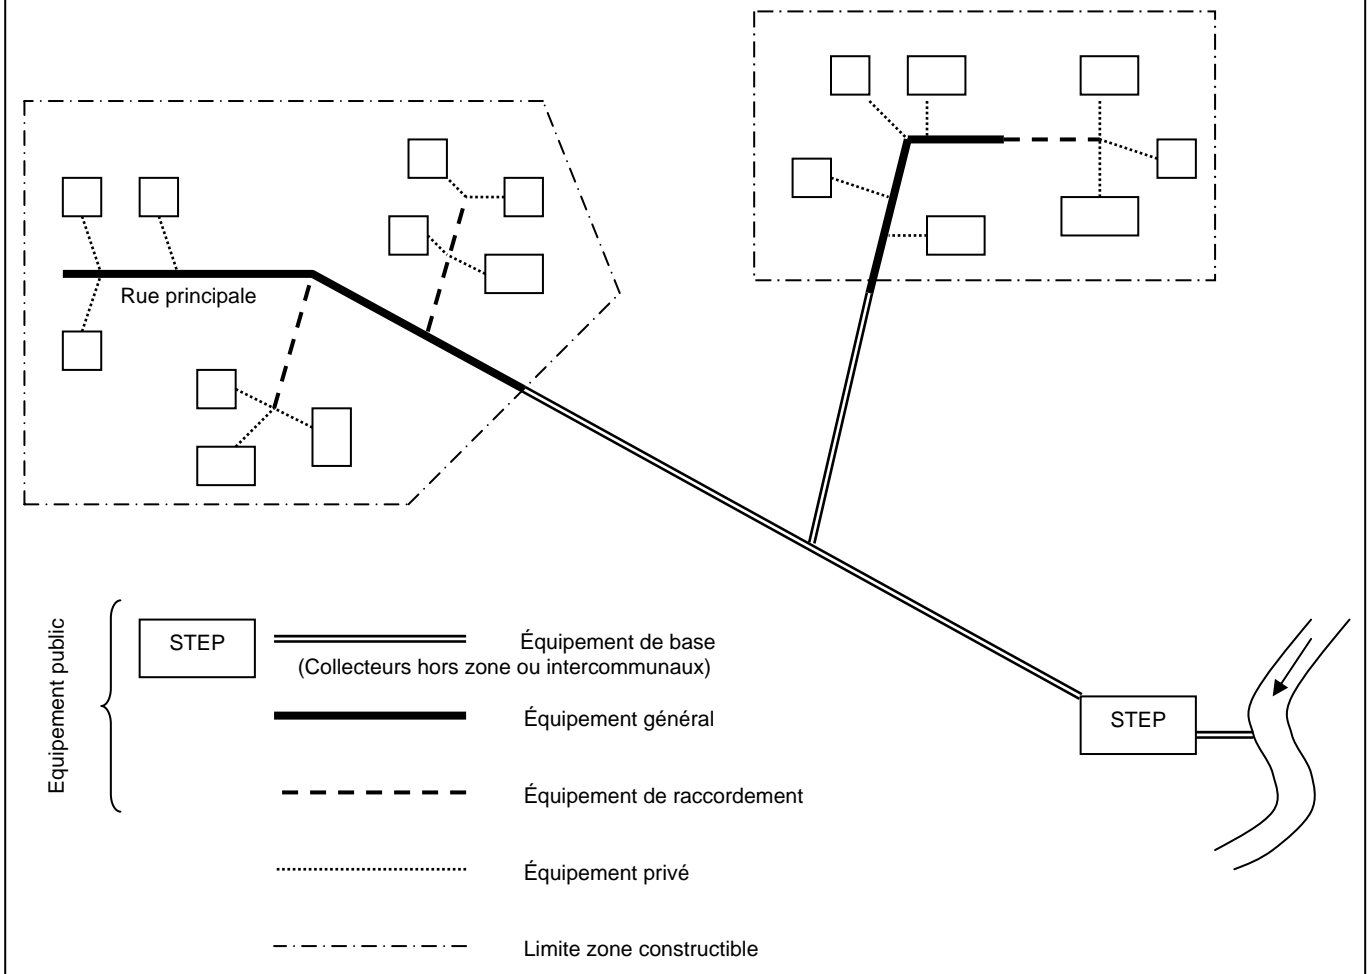 Rue principale
Equipement public
STEP
Équipement de base
(Collecteurs hors zone ou intercommunaux)
Équipement général
STEP
Équipement de raccordement
Équipement privé
Limite zone constructible